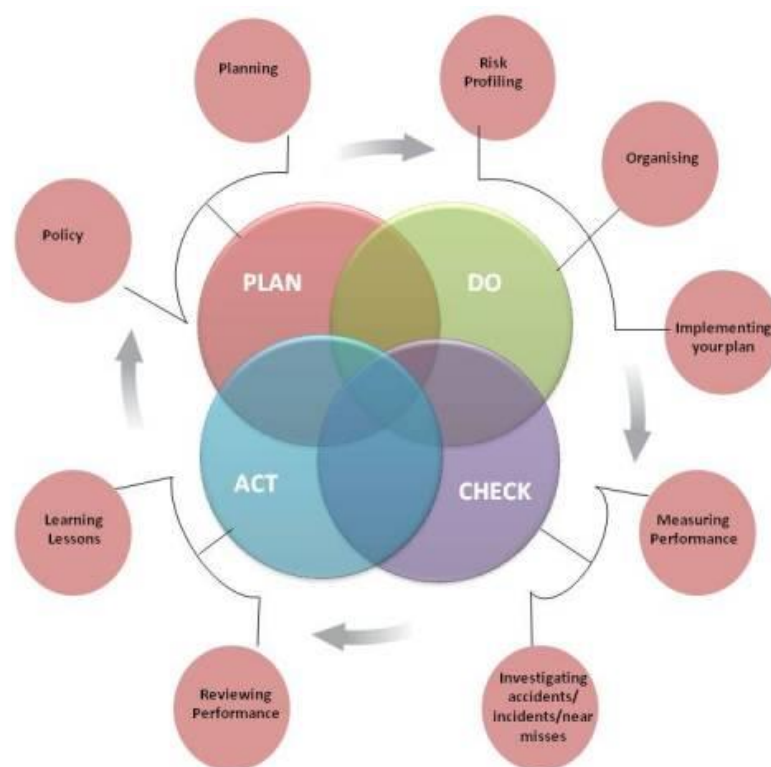 Planning
Risk
Profiling
Organising
Policy
PLAN
DO
Implementing
your plan
ACT
CHECK
Learning
Lessons
Measuring
Performance
Reviewing
Performance
Investigating
accidents/
incidents/near
misses